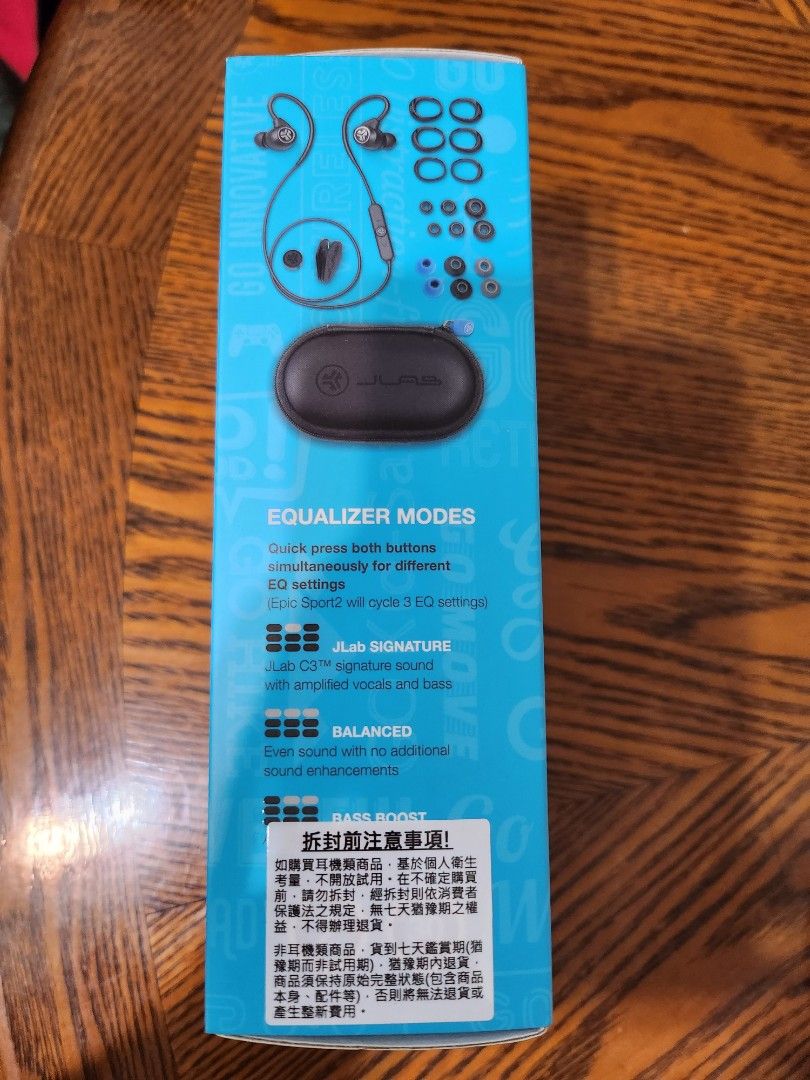 GO INNOVATIVE
JLAB
EQUALIZER MODES
Quick press both buttons
simultaneously for different
EQ settings
(Epic Sport2 will cycle 3 EQ settings)
JLab SIGNATURE
JLab C3™ signature sound
with amplified vocals and bass
BALANCED
Even sound with no additional
sound enhancements
BASS BOOST
拆封前注意事項!
如購買耳機類商品，基於個人衛生
考量，不開放試用。在不確定購買
前，請勿拆封，經拆封則依消費者
保護法之規定，無七天猶豫期之權
益，不得辦理退貨。
非耳機類商品，貨到七天鑑賞期(猶
豫期而非試用期)，猶豫期內退貨，
商品須保持原始完整狀態(包含商品
本身、配件等)，否則將無法退貨或
產生整新費用。